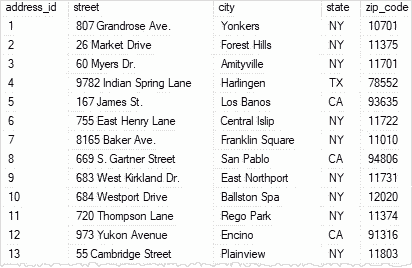 address_id street city state zip_code
1 807 Grandrose Ave. Yonkers NY 10701
2 26 Market Drive Forest Hills NY 11375
3 60 Myers Dr. Amityville NY 11701
4 9782 Indian Spring Lane Harlingen TX 78552
5 167 James St. Los Banos CA 93635
6 755 East Henry Lane Central Islip NY 11722
7 8165 Baker Ave. Franklin Square NY 11010
8 669 S. Gartner Street San Pablo CA 94806
9 683 West Kirkland Dr. East Northport NY 11731
10 684 Westport Drive Ballston Spa NY 12020
11 720 Thompson Lane Rego Park NY 11374
12 973 Yukon Avenue Encino CA 91316
13 55 Cambridge Street Plainview NY 11803